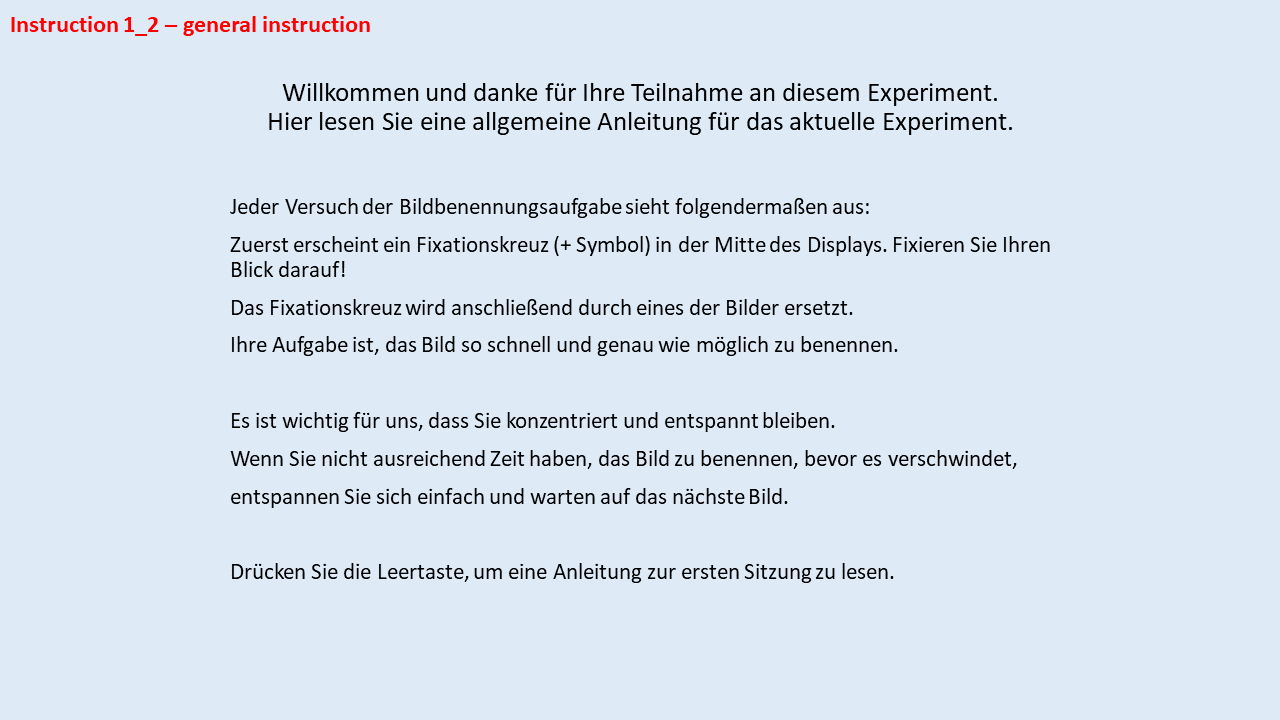 Instruction 1_2 – general instruction
Willkommen und danke für Ihre Teilnahme an diesem Experiment.
Hier lesen Sie eine allgemeine Anleitung für das aktuelle Experiment.
Jeder Versuch der Bildbenennungsaufgabe sieht folgendermaßen aus:
Zuerst erscheint ein Fixationskreuz (+ Symbol) in der Mitte des Displays. Fixieren Sie Ihren
Blick darauf!
Das Fixationskreuz wird anschließend durch eines der Bilder ersetzt.
Ihre Aufgabe ist, das Bild so schnell und genau wie möglich zu benennen.
Es ist wichtig für uns, dass Sie konzentriert und entspannt bleiben.
Wenn Sie nicht ausreichend Zeit haben, das Bild zu benennen, bevor es verschwindet,
entspannen Sie sich einfach und warten auf das nächste Bild.
Drücken Sie die Leertaste, um eine Anleitung zur ersten Sitzung zu lesen.